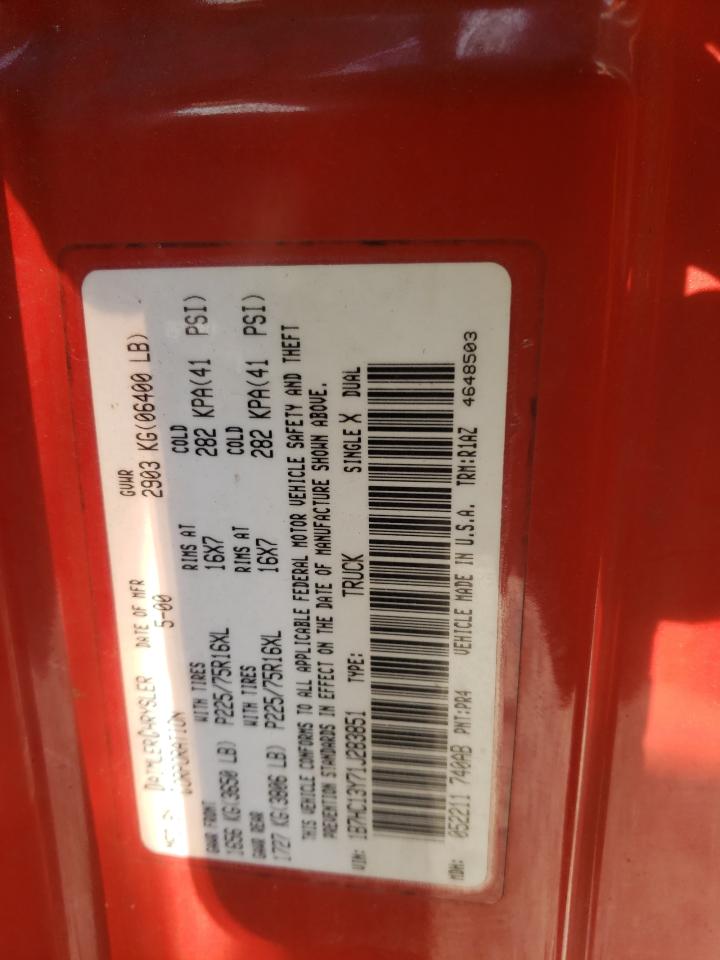 DAIMLERCHRYSLER CORPORATION
DATE OF MFR 5-00
GVWR 2903 KG(06400 LB)
GAWR FRONT WITH TIRES RIMS AT COLD
1656 KG(3650 LB) P225/75R16XL 16X7 282 KPA(41 PSI)
GAWR REAR WITH TIRES RIMS AT COLD
1727 KG(3806 LB) P225/75R16XL 16X7 282 KPA(41 PSI)
THIS VEHICLE CONFORMS TO ALL APPLICABLE FEDERAL MOTOR VEHICLE SAFETY AND THEFT
PREVENTION STANDARDS IN EFFECT ON THE DATE OF MANUFACTURE SHOWN ABOVE.
VIN: 1B7HC13Y71J283851 TYPE: TRUCK SINGLE X DUAL
MDH: 052211 740AB PNT:PR4 VEHICLE MADE IN U.S.A. TRM:R1AZ 4648503